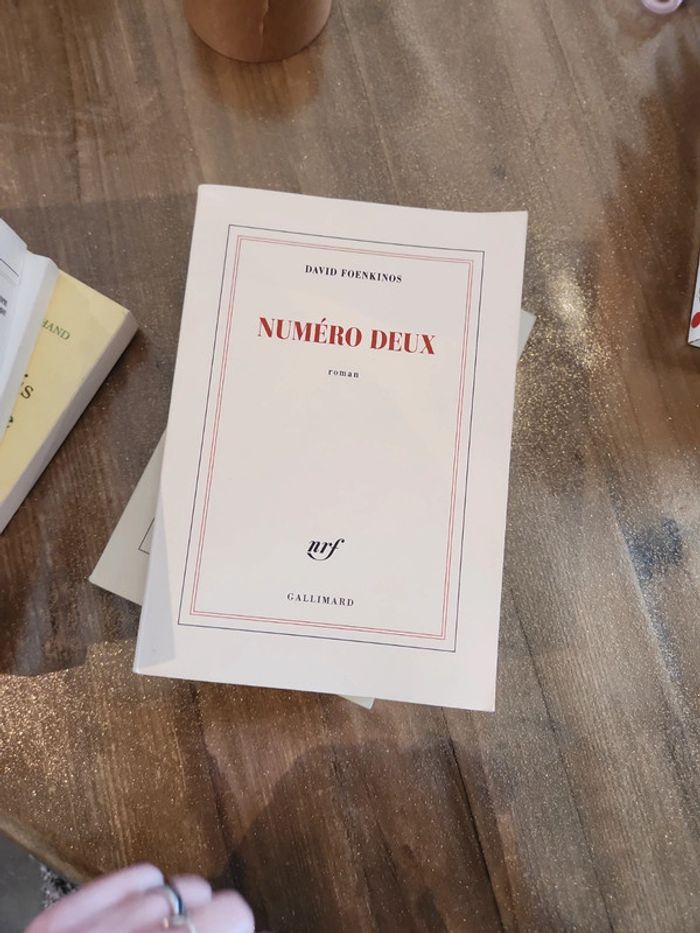 DAVID FOENKINOS
NUMÉRO DEUX
roman
nrf
GALLIMARD